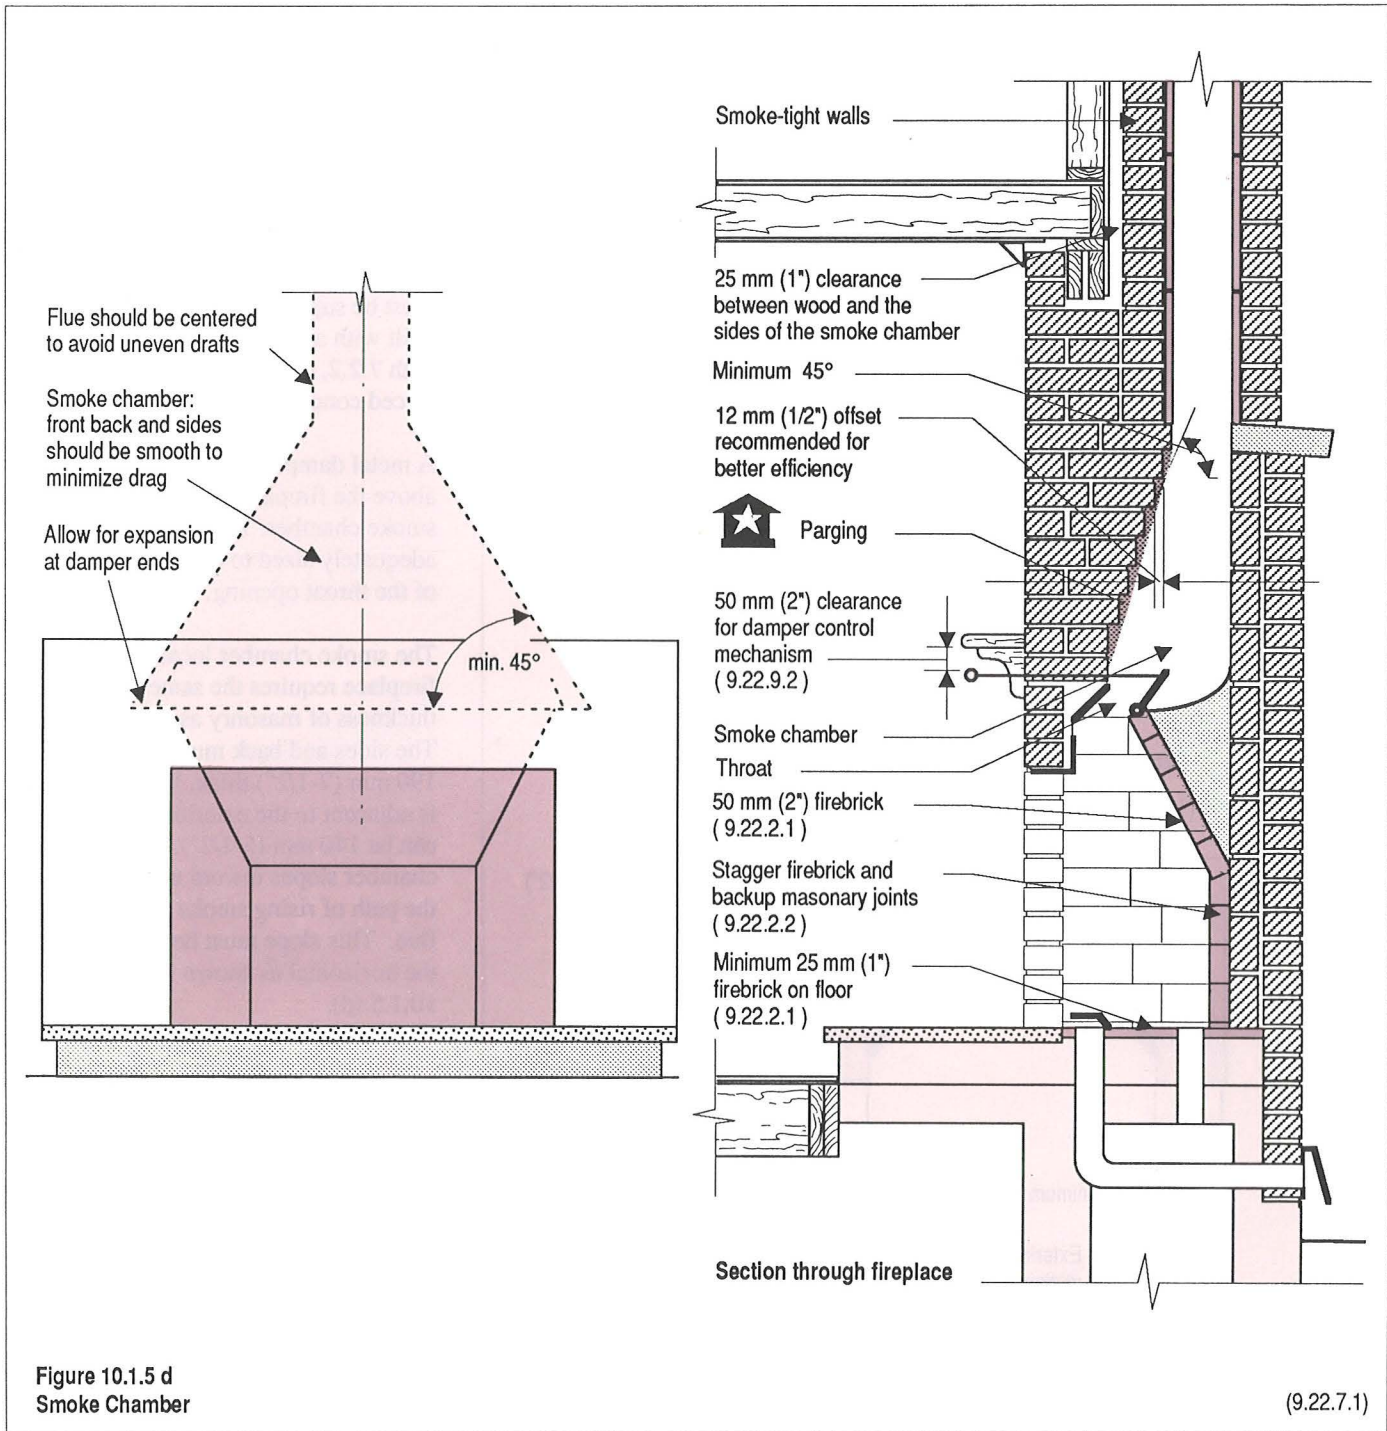 Flue should be centered
to avoid uneven drafts
Smoke chamber:
front back and sides
should be smooth to
minimize drag
Allow for expansion
at damper ends
min. 45°
Smoke-tight walls
25 mm (1") clearance
between wood and the
sides of the smoke chamber
Minimum 45°
12 mm (1/2") offset
recommended for
better efficiency
Parging
50 mm (2") clearance
for damper control
mechanism
( 9.22.9.2 )
Smoke chamber
Throat
50 mm (2") firebrick
( 9.22.2.1 )
Stagger firebrick and
backup masonary joints
( 9.22.2.2 )
Minimum 25 mm (1")
firebrick on floor
( 9.22.2.1 )
Section through fireplace
Figure 10.1.5 d
Smoke Chamber
(9.22.7.1)